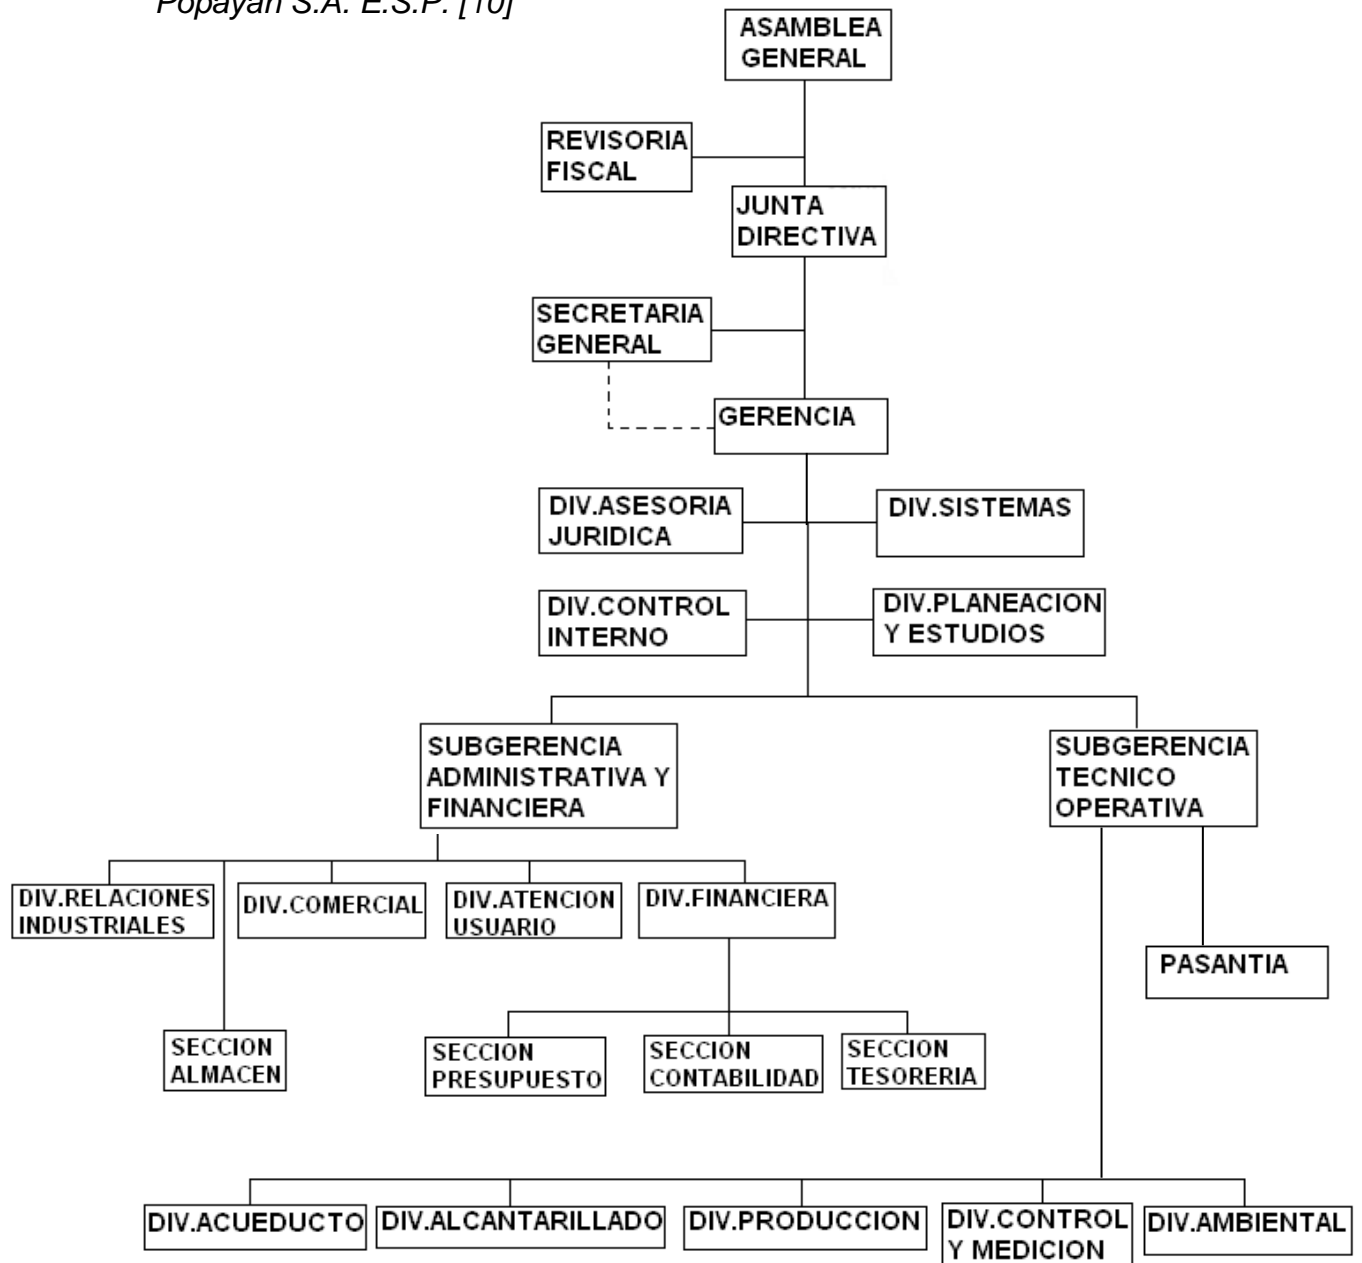 Popayán S.A. E.S.P. [10]
ASAMBLEA
GENERAL
REVISORIA
FISCAL
JUNTA
DIRECTIVA
SECRETARIA
GENERAL
GERENCIA
DIV.ASESORIA
JURIDICA
DIV.SISTEMAS
DIV.CONTROL
INTERNO
DIV.PLANEACION
Y ESTUDIOS
SUBGERENCIA
ADMINISTRATIVA Y
FINANCIERA
SUBGERENCIA
TECNICO
OPERATIVA
DIV.RELACIONES
INDUSTRIALES
DIV.COMERCIAL
DIV.ATENCION
USUARIO
DIV.FINANCIERA
PASANTIA
SECCION
ALMACEN
SECCION
PRESUPUESTO
SECCION
CONTABILIDAD
SECCION
TESORERIA
DIV.ACUEDUCTO
DIV.ALCANTARILLADO
DIV.PRODUCCION
DIV.CONTROL
Y MEDICION
DIV.AMBIENTAL